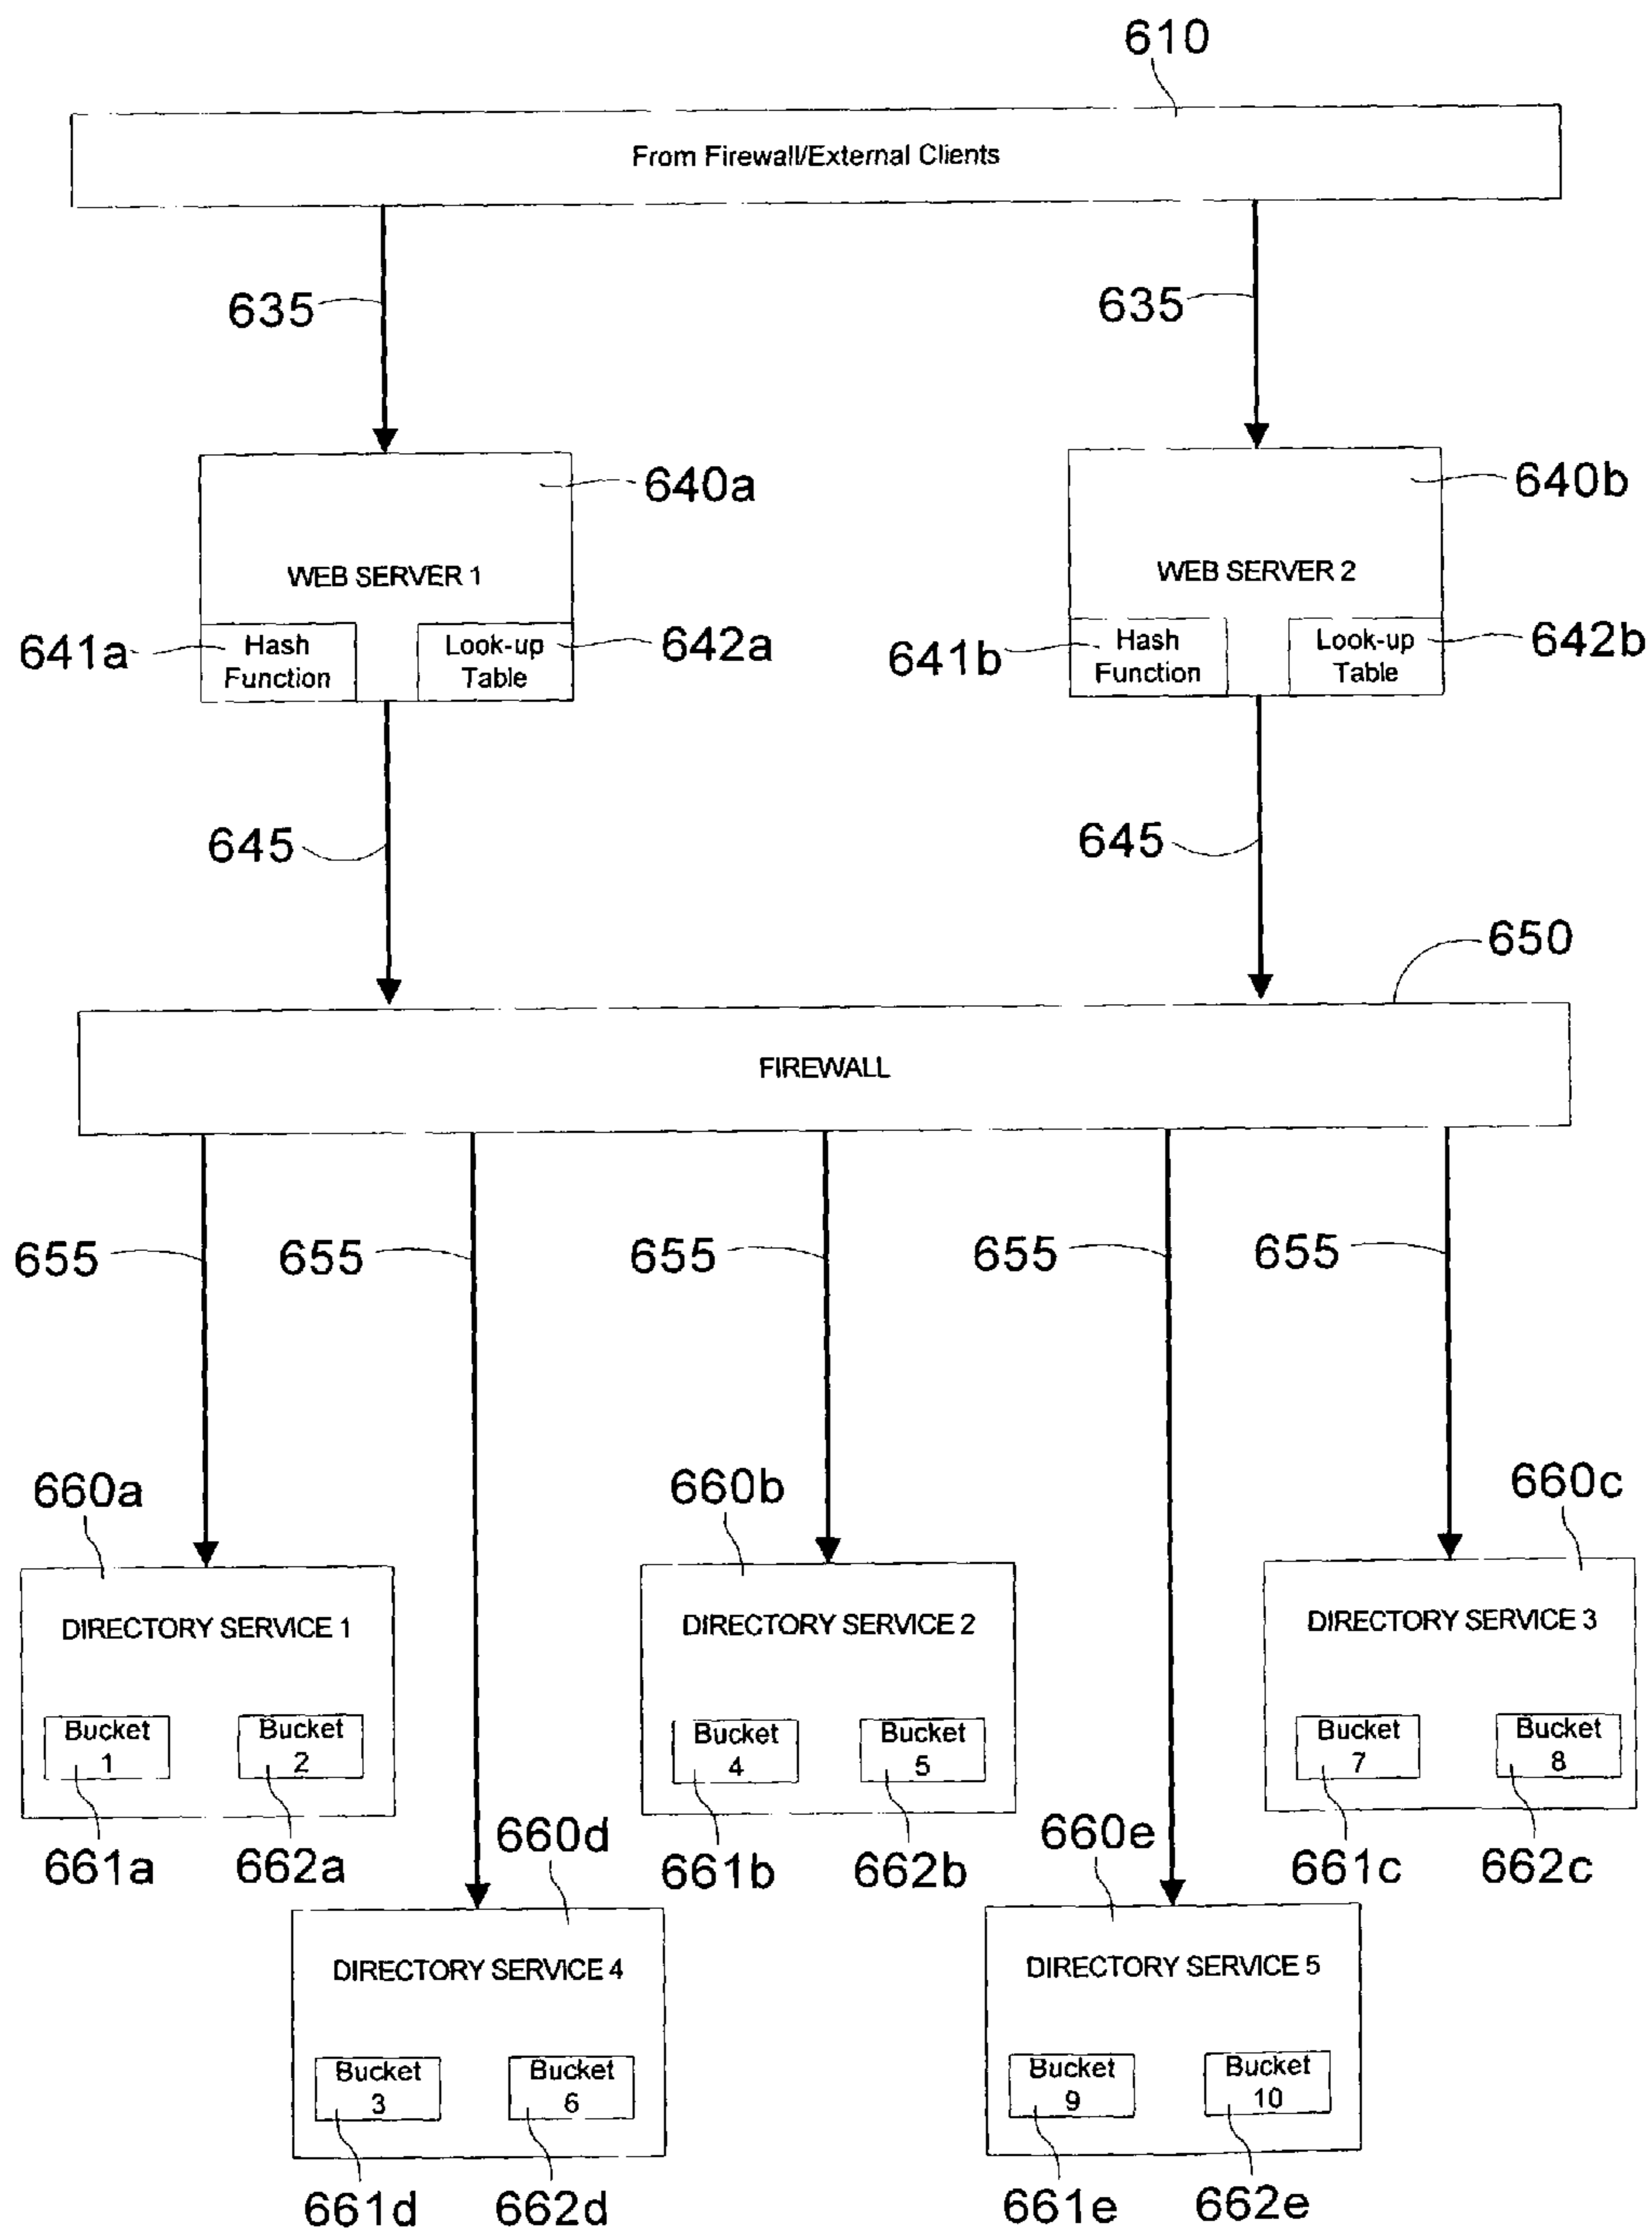 610
From Firewall/External Clients
635
635
640a
640b
WEB SERVER 1
WEB SERVER 2
641a
Hash
Function
Look-up
Table
642a
641b
Hash
Function
Look-up
Table
642b
645
645
650
FIREWALL
655
655
655
655
655
660a
660b
660c
DIRECTORY SERVICE 1
DIRECTORY SERVICE 2
DIRECTORY SERVICE 3
Bucket
1
Bucket
2
Bucket
4
Bucket
5
Bucket
7
Bucket
8
661a
662a
660d
661b
662b
660e
661c
662c
DIRECTORY SERVICE 4
DIRECTORY SERVICE 5
Bucket
3
Bucket
6
Bucket
9
Bucket
10
661d
662d
661e
662e